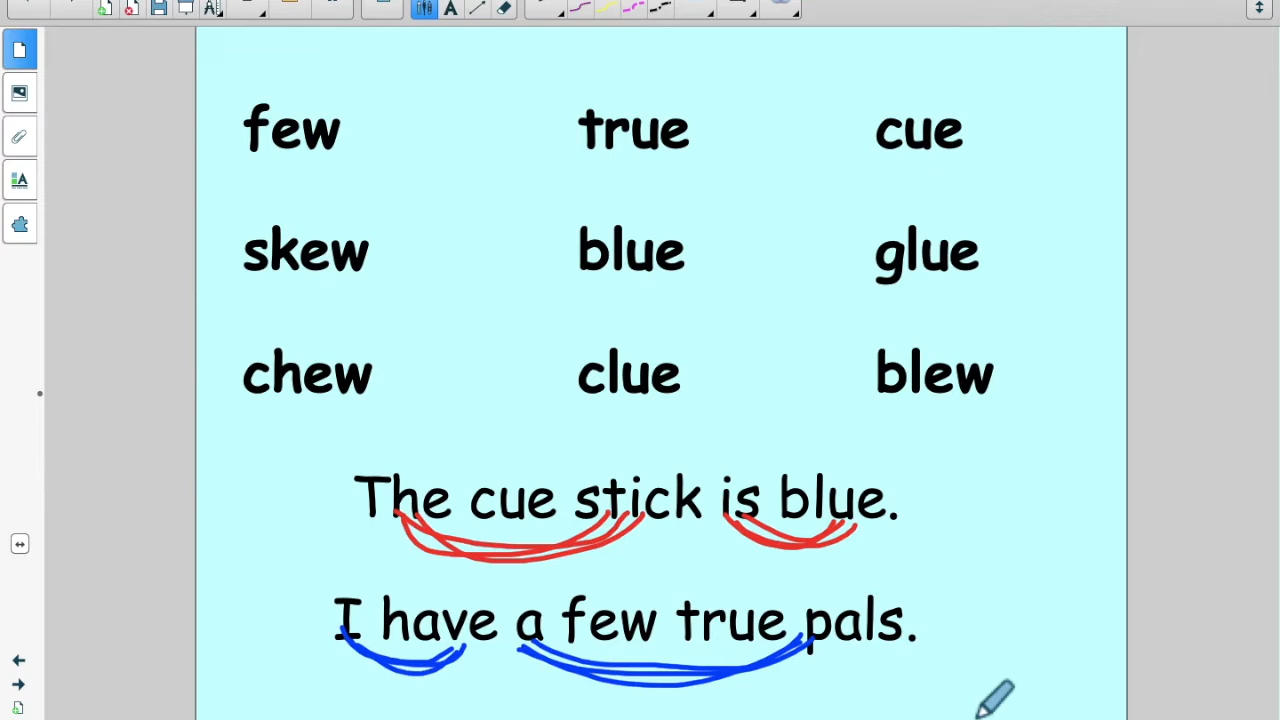 few true cue
skew blue glue
chew clue blew
The cue stick is blue.
I have a few true pals.